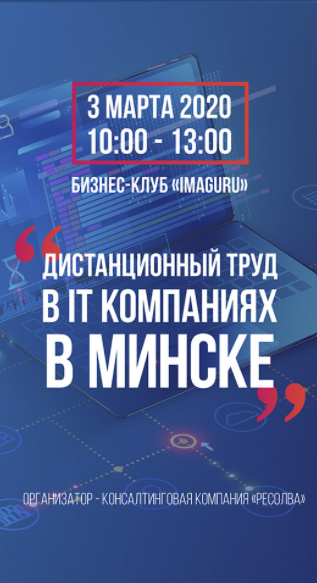 3 МАРТА 2020
10:00 - 13:00
БИЗНЕС-КЛУБ «IMAGURU»
“ДИСТАНЦИОННЫЙ ТРУД
В IT КОМПАНИЯХ
В МИНСКЕ”
ОРГАНИЗАТОР - КОНСАЛТИНГОВАЯ КОМПАНИЯ «РЕСОЛВА»